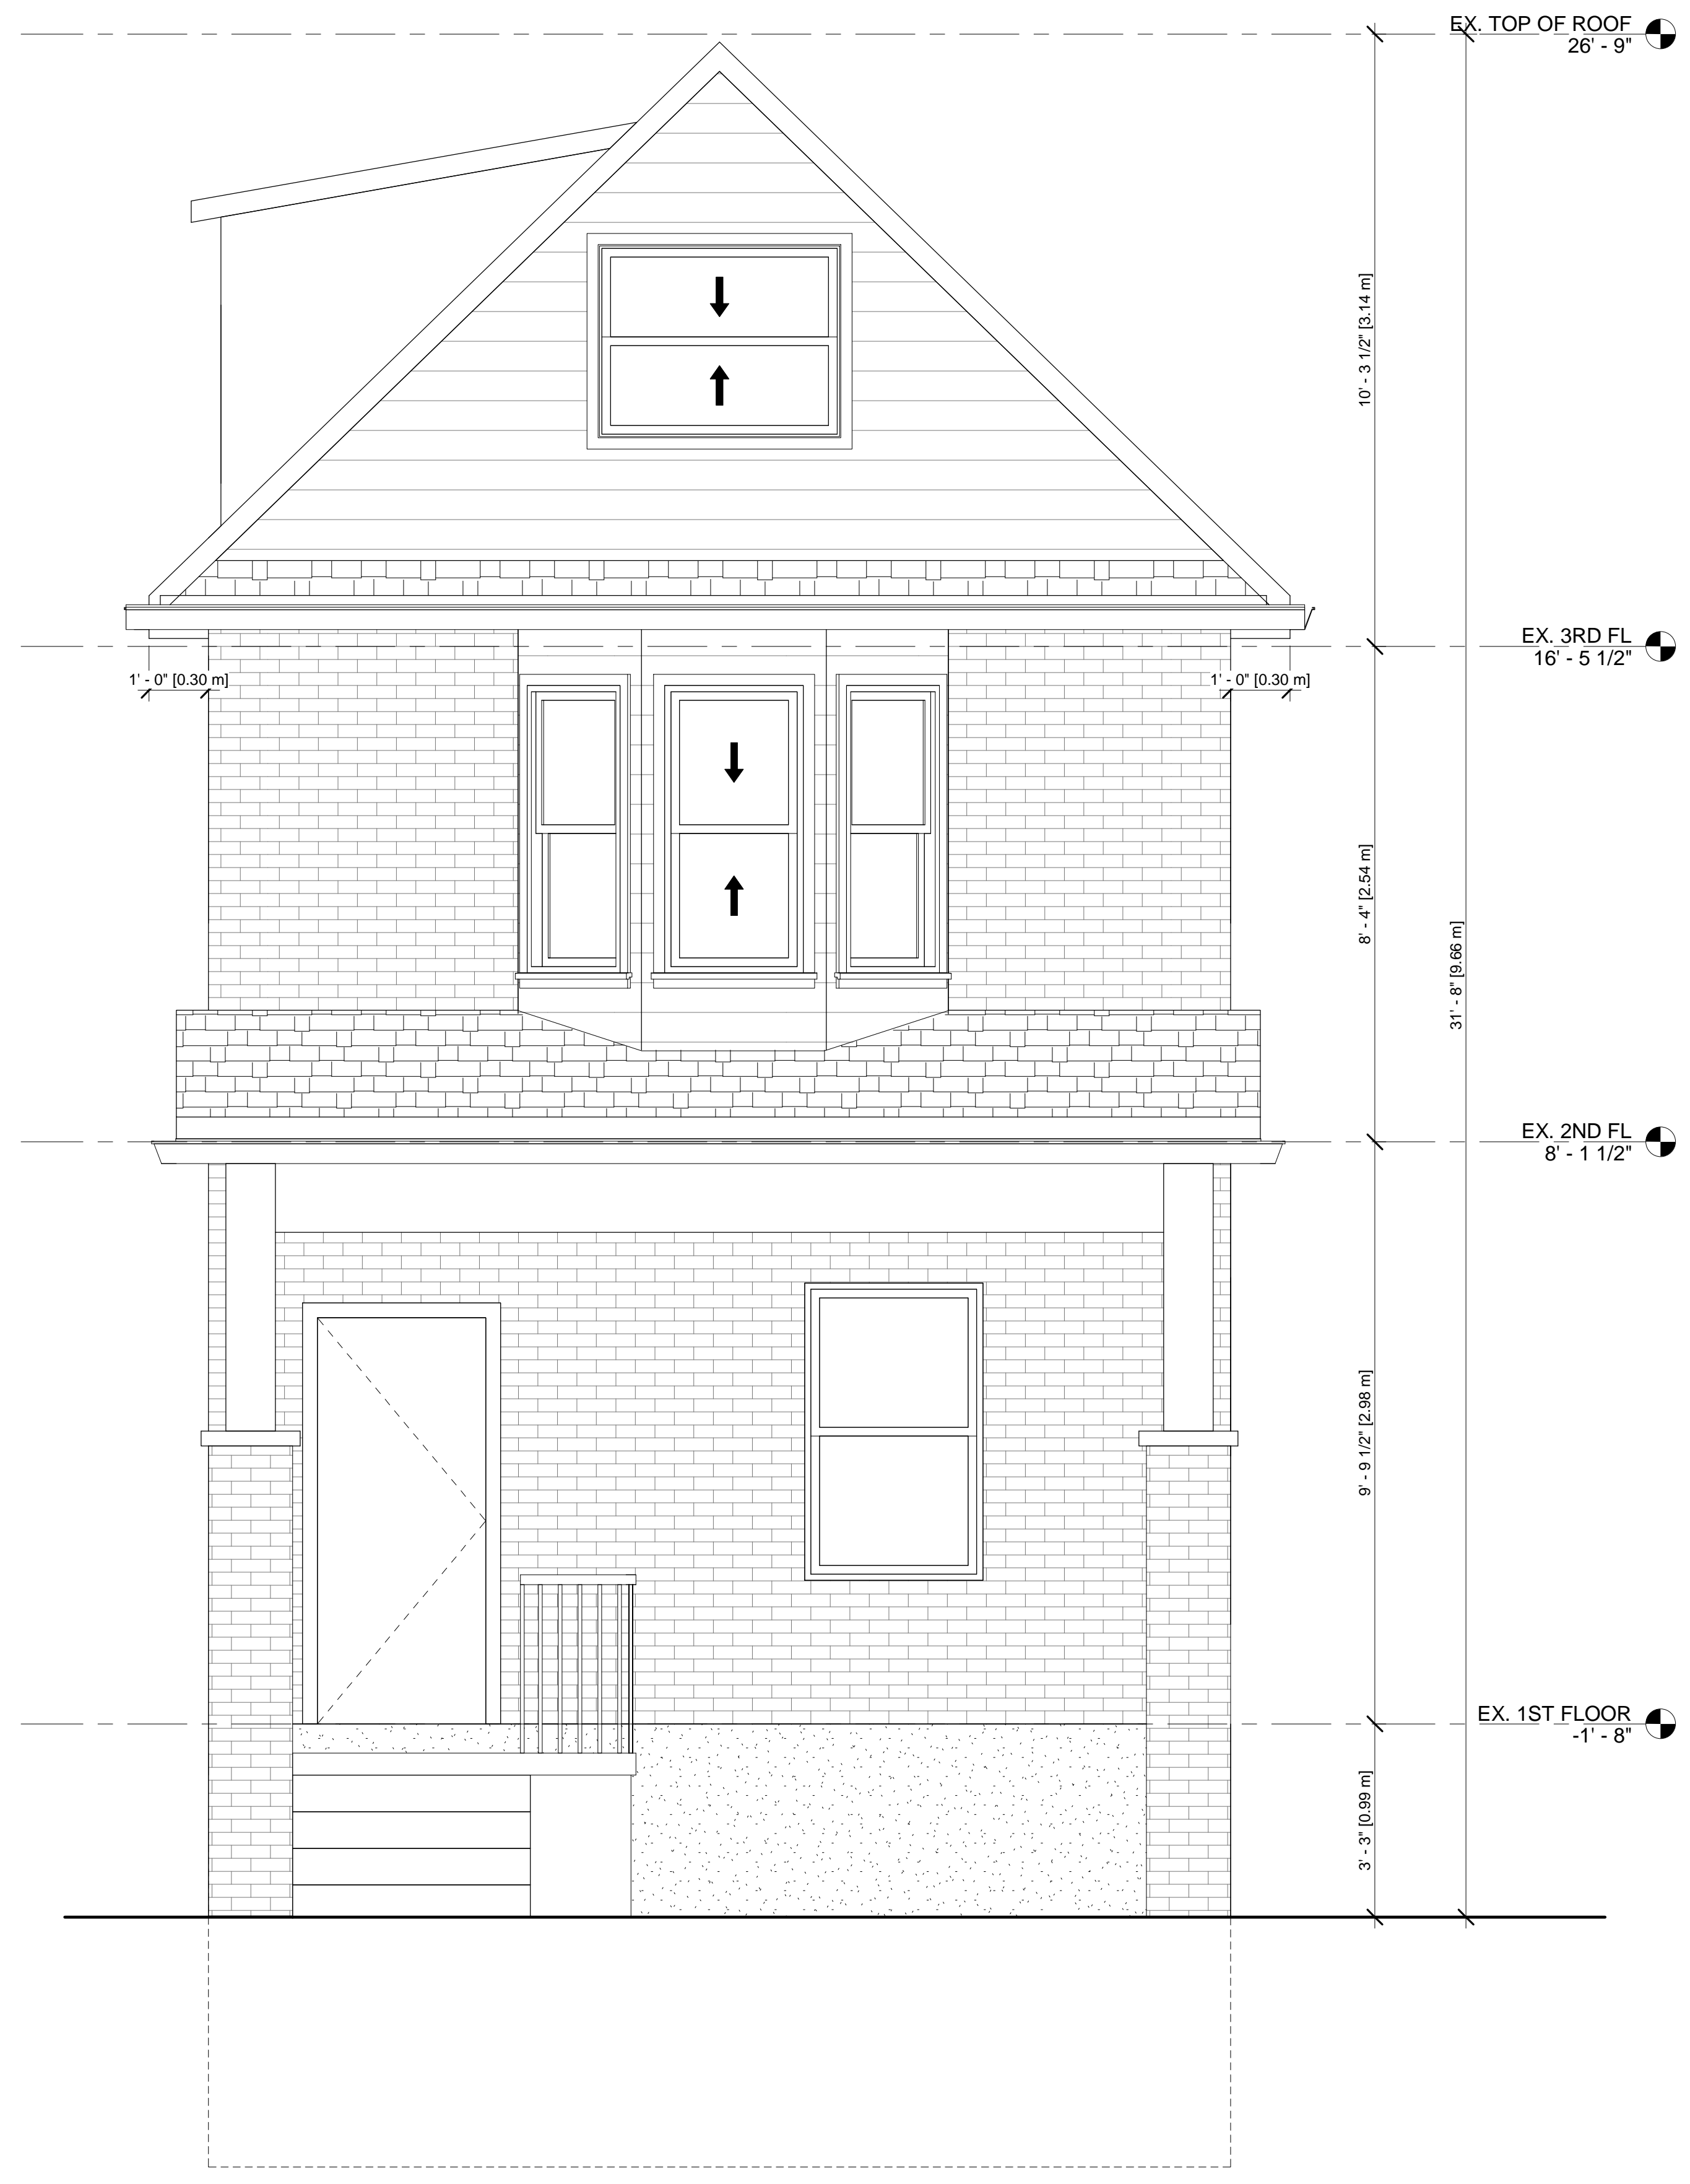 EX. TOP OF ROOF
26' - 9"
10' - 3 1/2" [3.14 m]
EX. 3RD FL
16' - 5 1/2"
1' - 0" [0.30 m]
1' - 0" [0.30 m]
8' - 4" [2.54 m]
31' - 8" [9.66 m]
EX. 2ND FL
8' - 1 1/2"
9' - 9 1/2" [2.98 m]
EX. 1ST FLOOR
-1' - 8"
3' - 3" [0.99 m]